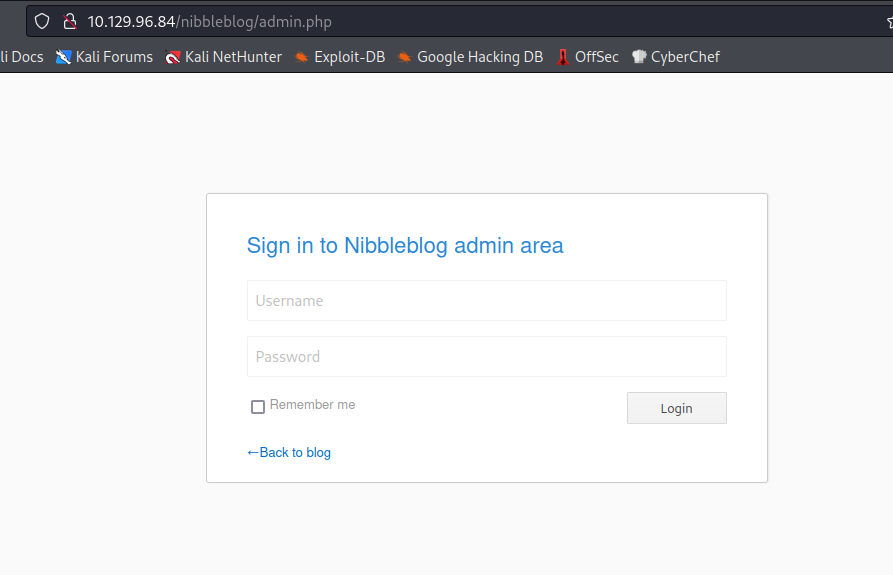 10.129.96.84/nibbleblog/admin.php
li Docs Kali Forums Kali NetHunter Exploit-DB Google Hacking DB OffSec CyberChef
Sign in to Nibbleblog admin area
Username
Password
Remember me Login
←Back to blog